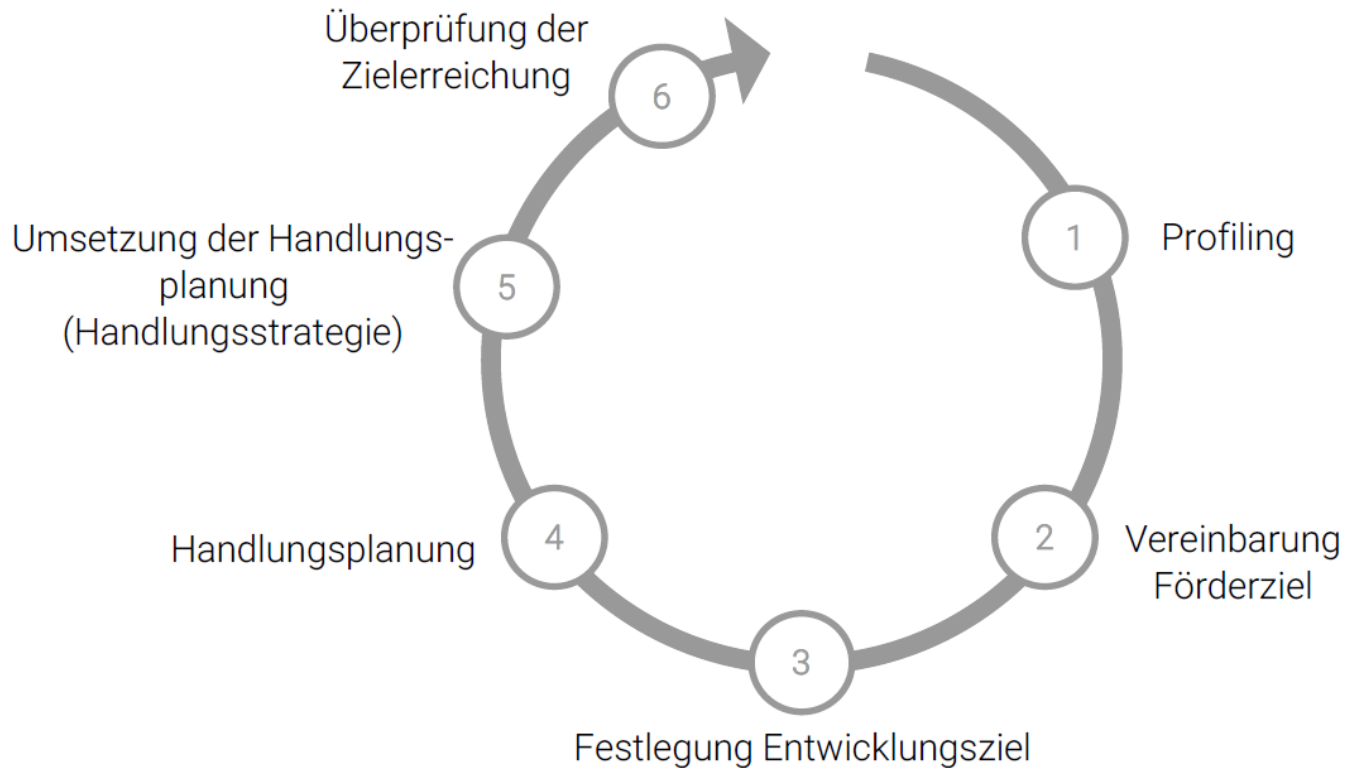 Überprüfung der
Zielerreichung
6
1
Profiling
Umsetzung der Handlungs-
planung
(Handlungsstrategie)
5
4
Handlungsplanung
2
Vereinbarung
Förderziel
3
Festlegung Entwicklungsziel